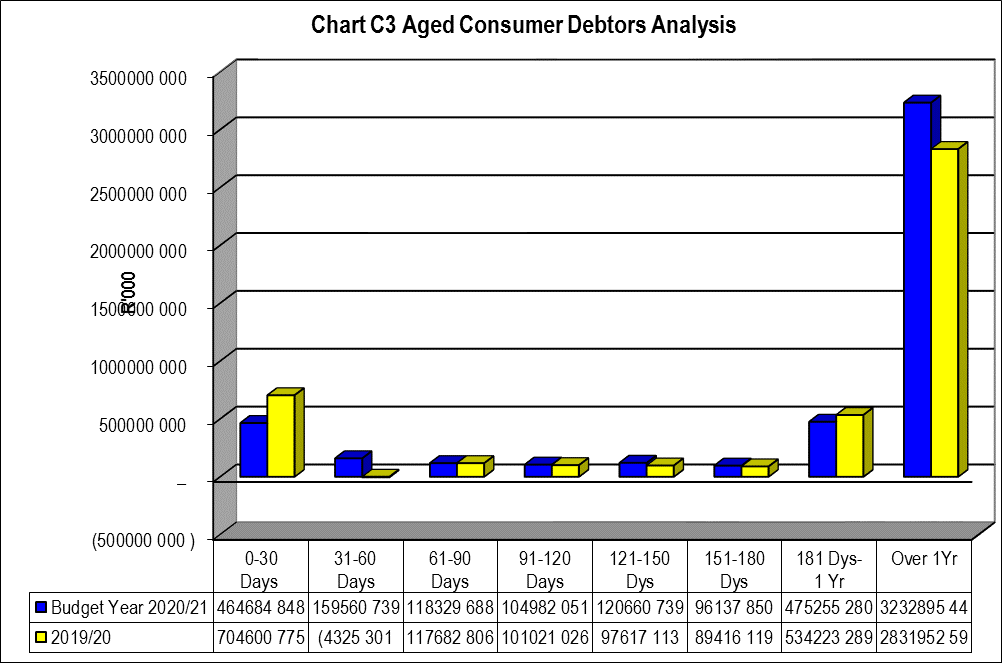 Chart C3 Aged Consumer Debtors Analysis
3500000 000
3000000 000
2500000 000
2000000 000
1500000 000
1000000 000
500000 000
–
(500000 000 )
R'000
0-30 Days
31-60 Days
61-90 Days
91-120 Days
121-150 Dys
151-180 Dys
181 Dys- 1 Yr
Over 1Yr
Budget Year 2020/21 464684 848 159560 739 118329 688 104982 051 120660 739 96137 850 475255 280 3232895 44
2019/20 704600 775 (4325 301 117682 806 101021 026 97617 113 89416 119 534223 289 2831952 59